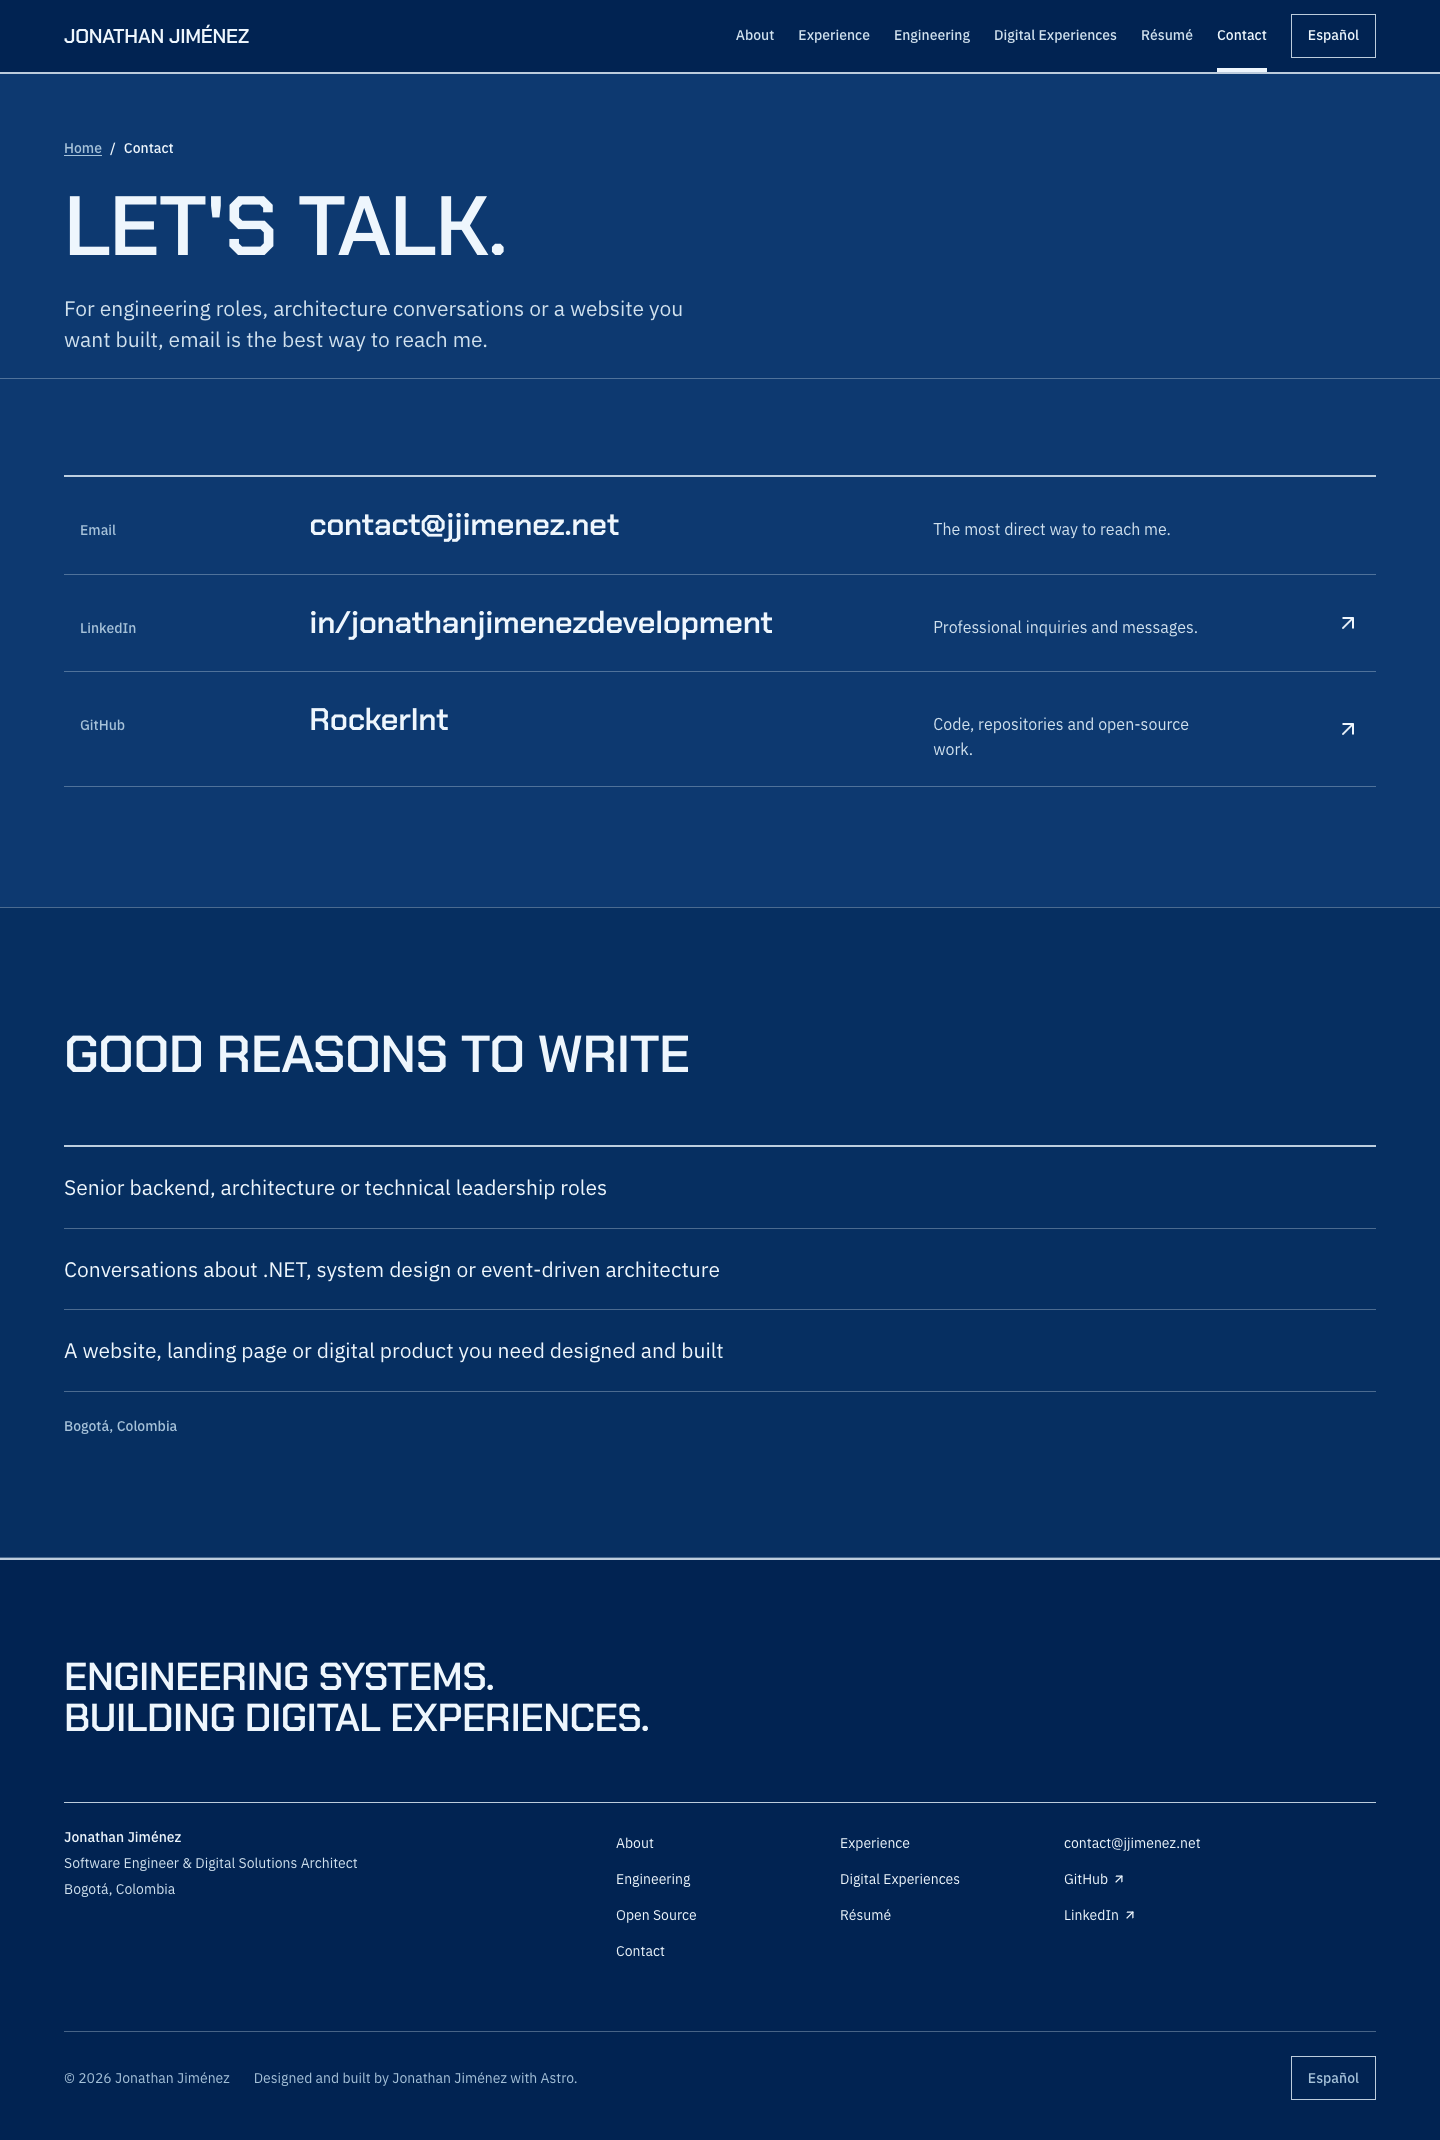 JONATHAN JIMÉNEZ
About Experience Engineering Digital Experiences Résumé Contact Español
Home / Contact
LET'S TALK.
For engineering roles, architecture conversations or a website you
want built, email is the best way to reach me.
Email contact@jjimenez.net The most direct way to reach me.
LinkedIn in/jonathanjimenezdevelopment Professional inquiries and messages.
GitHub RockerInt Code, repositories and open-source
work.
GOOD REASONS TO WRITE
Senior backend, architecture or technical leadership roles
Conversations about .NET, system design or event-driven architecture
A website, landing page or digital product you need designed and built
Bogotá, Colombia
ENGINEERING SYSTEMS.
BUILDING DIGITAL EXPERIENCES.
Jonathan Jiménez
Software Engineer & Digital Solutions Architect
Bogotá, Colombia
About
Engineering
Open Source
Contact
Experience
Digital Experiences
Résumé
contact@jjimenez.net
GitHub
LinkedIn
© 2026 Jonathan Jiménez Designed and built by Jonathan Jiménez with Astro. Español